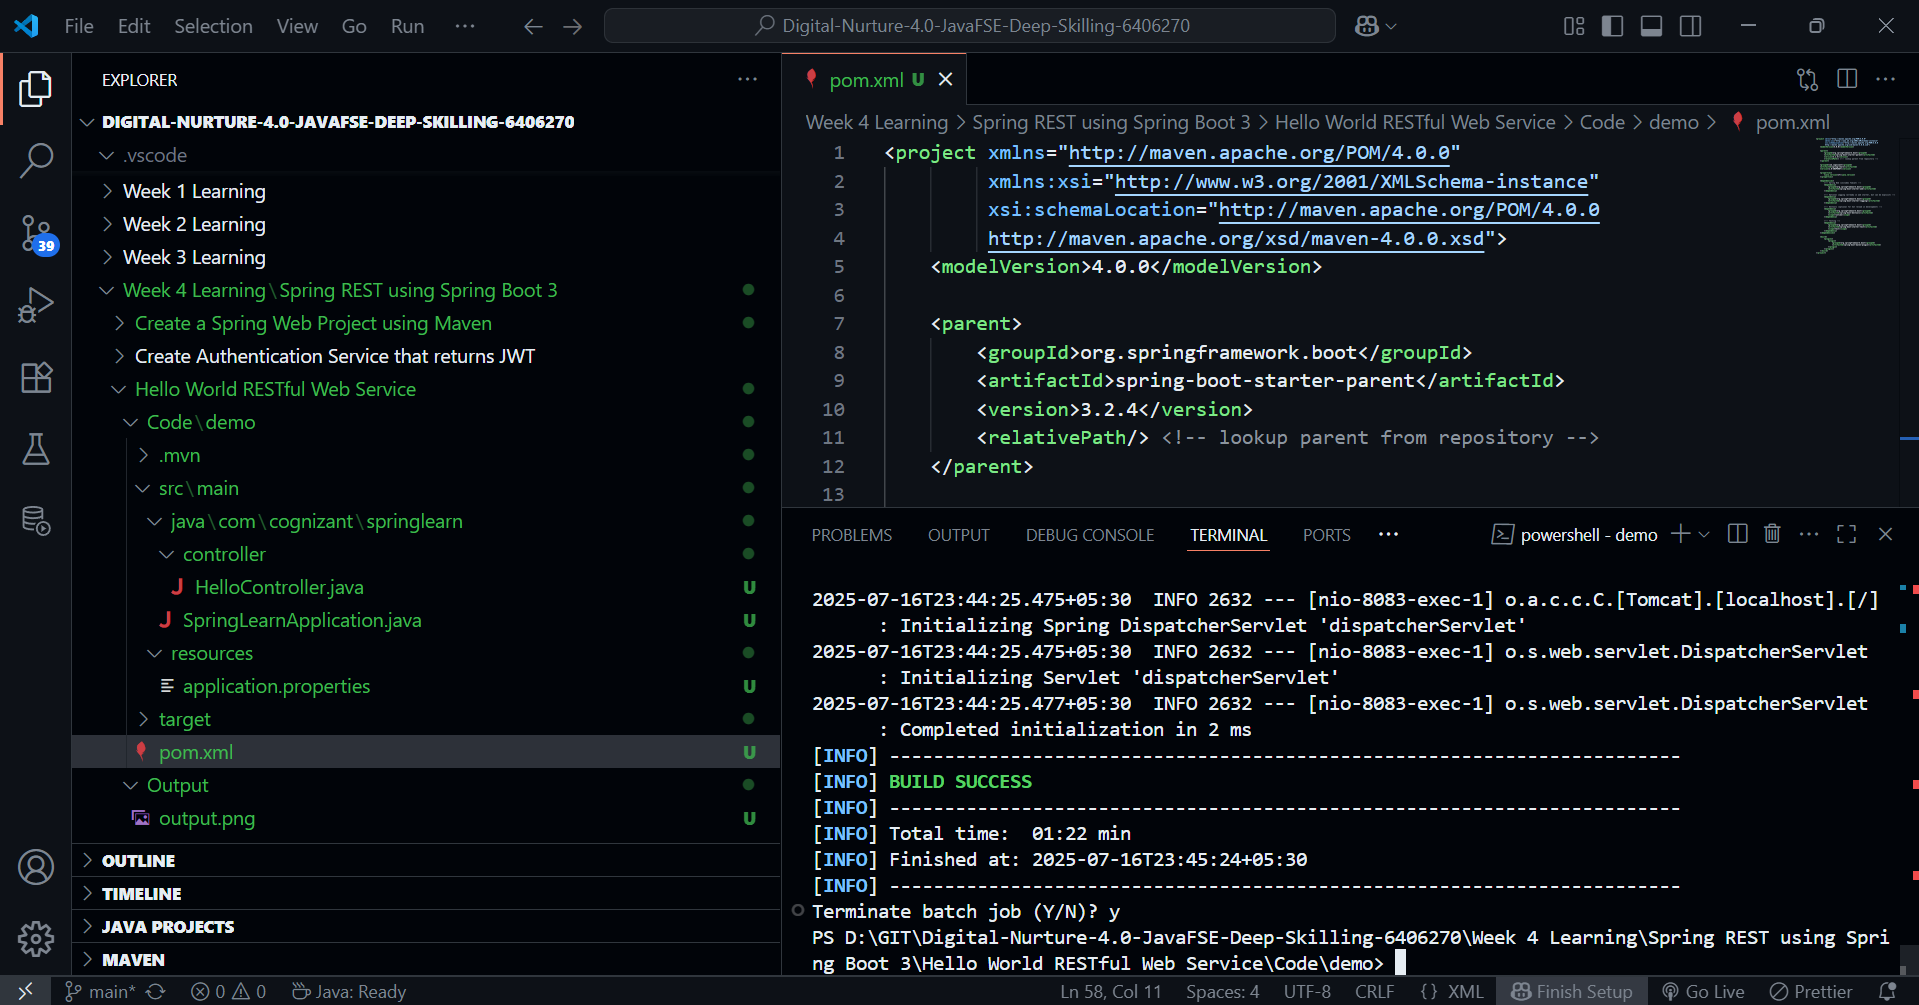 File Edit Selection View Go Run ··· Digital-Nurture-4.0-JavaFSE-Deep-Skilling-6406270
EXPLORER
DIGITAL-NURTURE-4.0-JAVAFSE-DEEP-SKILLING-6406270
.vscode
Week 1 Learning
Week 2 Learning
39
Week 3 Learning
Week 4 Learning\Spring REST using Spring Boot 3
Create a Spring Web Project using Maven
Create Authentication Service that returns JWT
Hello World RESTful Web Service
Code\demo
.mvn
src\main
java\com\cognizant\springlearn
controller
HelloController.java U
SpringLearnApplication.java U
resources
application.properties U
target
pom.xml U
Output
output.png U
OUTLINE
TIMELINE
JAVA PROJECTS
MAVEN
pom.xml U
Week 4 Learning > Spring REST using Spring Boot 3 > Hello World RESTful Web Service > Code > demo > pom.xml
1 <project xmlns="http://maven.apache.org/POM/4.0.0"
2 xmlns:xsi="http://www.w3.org/2001/XMLSchema-instance"
3 xsi:schemaLocation="http://maven.apache.org/POM/4.0.0
4 http://maven.apache.org/xsd/maven-4.0.0.xsd">
5 <modelVersion>4.0.0</modelVersion>
6
7 <parent>
8 <groupId>org.springframework.boot</groupId>
9 <artifactId>spring-boot-starter-parent</artifactId>
10 <version>3.2.4</version>
11 <relativePath/> <!-- lookup parent from repository -->
12 </parent>
13
PROBLEMS OUTPUT DEBUG CONSOLE TERMINAL PORTS ··· powershell - demo
2025-07-16T23:44:25.475+05:30 INFO 2632 --- [nio-8083-exec-1] o.a.c.c.C.[Tomcat].[localhost].[/]
: Initializing Spring DispatcherServlet 'dispatcherServlet'
2025-07-16T23:44:25.475+05:30 INFO 2632 --- [nio-8083-exec-1] o.s.web.servlet.DispatcherServlet
: Initializing Servlet 'dispatcherServlet'
2025-07-16T23:44:25.477+05:30 INFO 2632 --- [nio-8083-exec-1] o.s.web.servlet.DispatcherServlet
: Completed initialization in 2 ms
[INFO] ------------------------------------------------------------------------
[INFO] BUILD SUCCESS
[INFO] ------------------------------------------------------------------------
[INFO] Total time: 01:22 min
[INFO] Finished at: 2025-07-16T23:45:24+05:30
[INFO] ------------------------------------------------------------------------
Terminate batch job (Y/N)? y
PS D:\GIT\Digital-Nurture-4.0-JavaFSE-Deep-Skilling-6406270\Week 4 Learning\Spring REST using Spri
ng Boot 3\Hello World RESTful Web Service\Code\demo>
main* 0 0 Java: Ready Ln 58, Col 11 Spaces: 4 UTF-8 CRLF {} XML Finish Setup Go Live Prettier